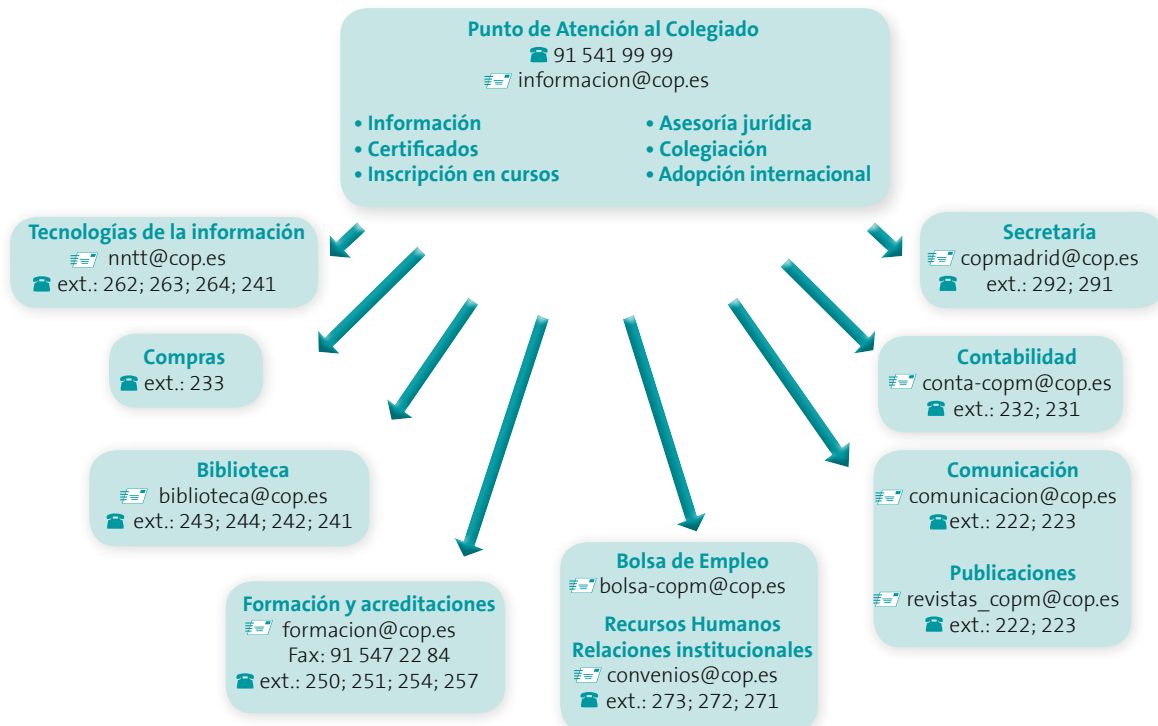 Punto de Atención al Colegiado
91 541 99 99
informacion@cop.es
• Información
• Certificados
• Inscripción en cursos
• Asesoría jurídica
• Colegiación
• Adopción internacional
Tecnologías de la información
nntt@cop.es
ext.: 262; 263; 264; 241
Secretaría
copmadrid@cop.es
ext.: 292; 291
Compras
ext.: 233
Contabilidad
conta-copm@cop.es
ext.: 232; 231
Biblioteca
biblioteca@cop.es
ext.: 243; 244; 242; 241
Comunicación
comunicacion@cop.es
ext.: 222; 223
Publicaciones
revistas_copm@cop.es
ext.: 222; 223
Formación y acreditaciones
formacion@cop.es
Fax: 91 547 22 84
ext.: 250; 251; 254; 257
Bolsa de Empleo
bolsa-copm@cop.es
Recursos Humanos
Relaciones institucionales
convenios@cop.es
ext.: 273; 272; 271